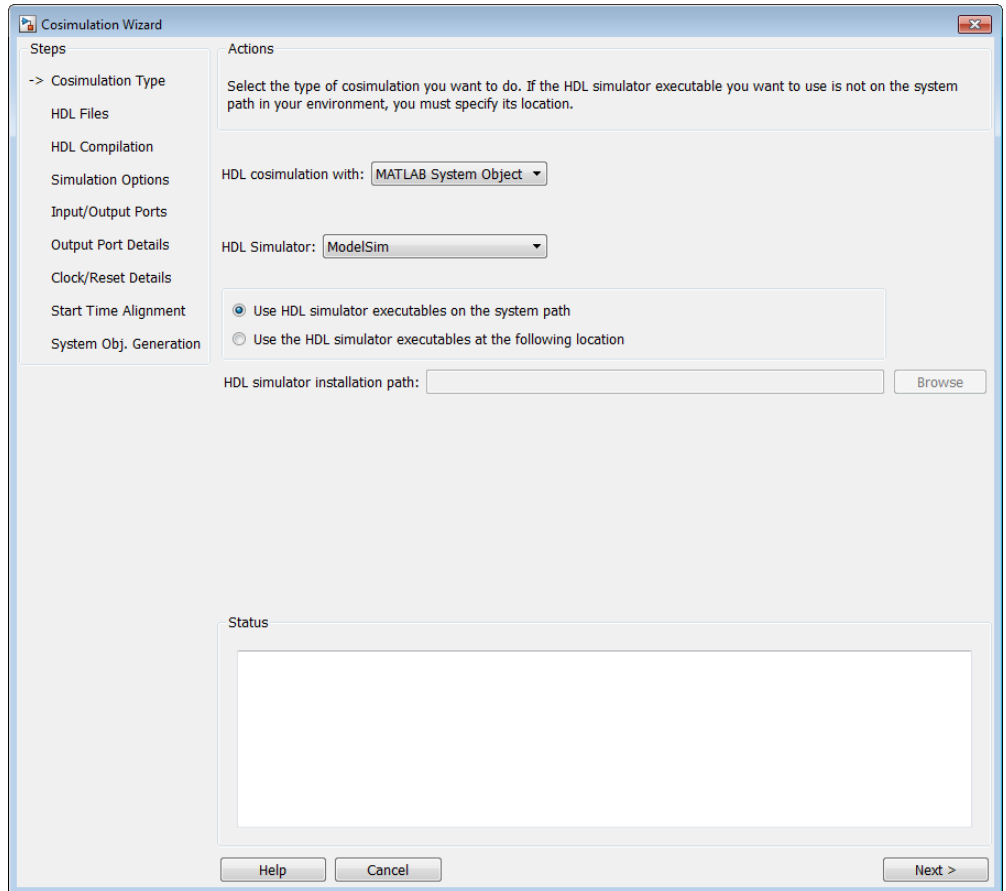 Cosimulation Wizard
Steps
-> Cosimulation Type
HDL Files
HDL Compilation
Simulation Options
Input/Output Ports
Output Port Details
Clock/Reset Details
Start Time Alignment
System Obj. Generation
Actions
Select the type of cosimulation you want to do. If the HDL simulator executable you want to use is not on the system
path in your environment, you must specify its location.
HDL cosimulation with: MATLAB System Object
HDL Simulator: ModelSim
Use HDL simulator executables on the system path
Use the HDL simulator executables at the following location
HDL simulator installation path: Browse
Status
Help Cancel Next >